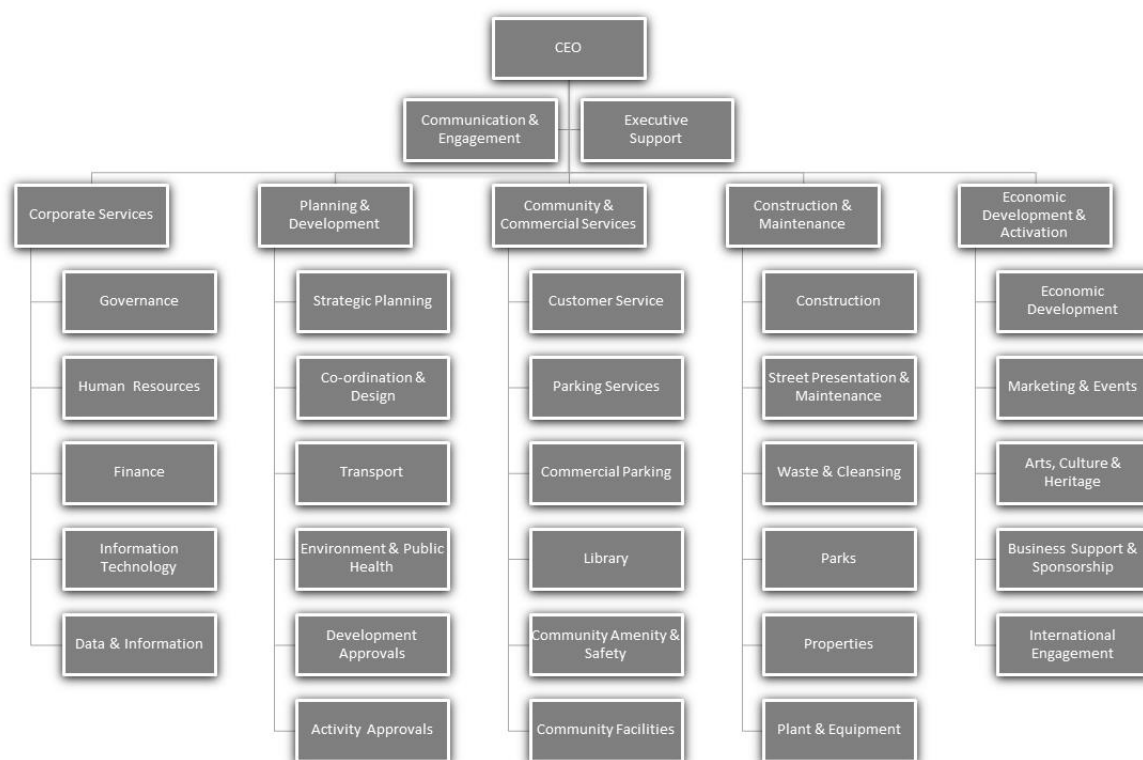 CEO
Communication &
Engagement
Executive
Support
Corporate Services
Planning &
Development
Community &
Commercial Services
Construction &
Maintenance
Economic
Development &
Activation
Governance
Strategic Planning
Customer Service
Construction
Economic
Development
Human Resources
Co-ordination &
Design
Parking Services
Street Presentation &
Maintenance
Marketing & Events
Finance
Transport
Commercial Parking
Waste & Cleansing
Arts, Culture &
Heritage
Information
Technology
Environment & Public
Health
Library
Parks
Business Support &
Sponsorship
Data & Information
Development
Approvals
Community Amenity &
Safety
Properties
International
Engagement
Activity Approvals
Community Facilities
Plant & Equipment